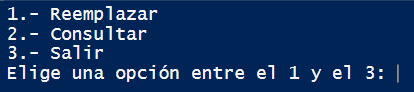 1.- Reemplazar
2.- Consultar
3.- Salir
Elige una opción entre el 1 y el 3: